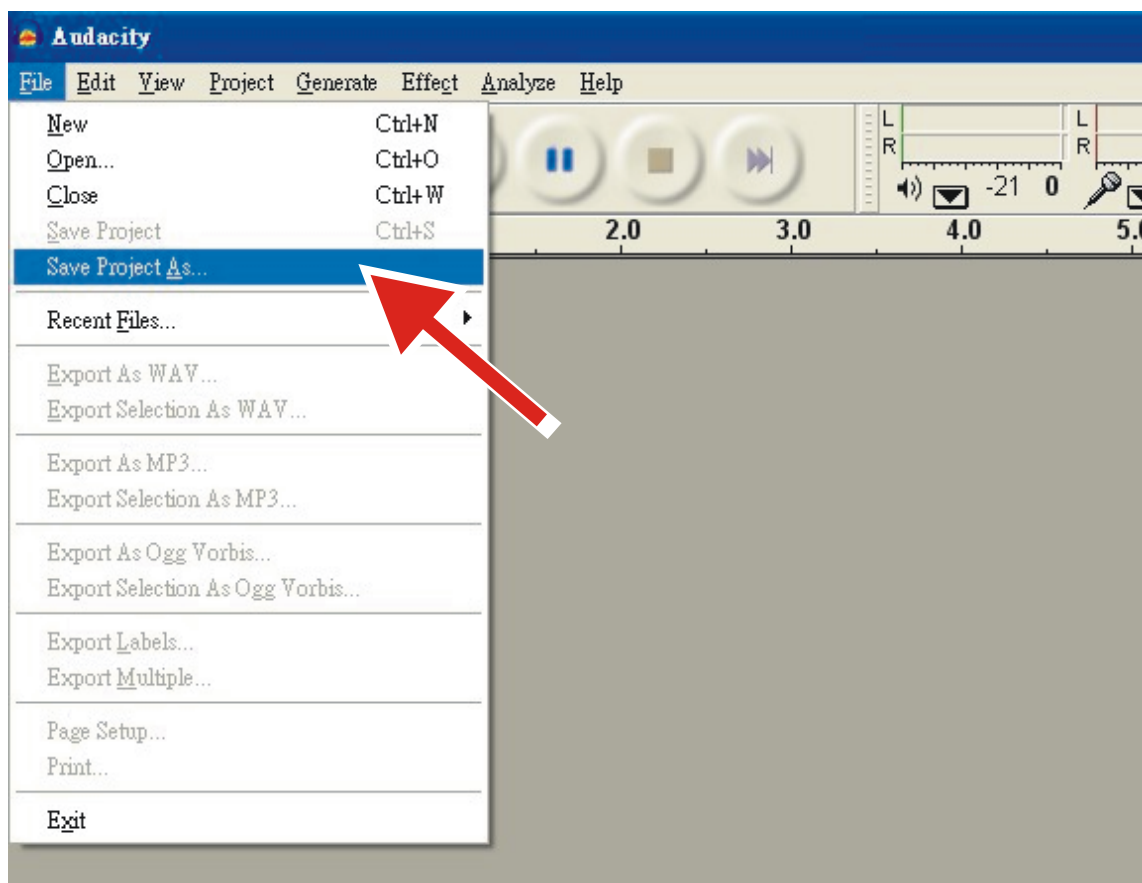 Audacity
File Edit View Project Generate Effect Analyze Help
New Ctrl+N
Open... Ctrl+O
Close Ctrl+W
Save Project Ctrl+S
Save Project As...
Recent Files...
Export As WAV...
Export Selection As WAV...
Export As MP3...
Export Selection As MP3...
Export As Ogg Vorbis...
Export Selection As Ogg Vorbis...
Export Labels...
Export Multiple...
Page Setup...
Print...
Exit
L L
R R
-21 0
2.0 3.0 4.0 5.0